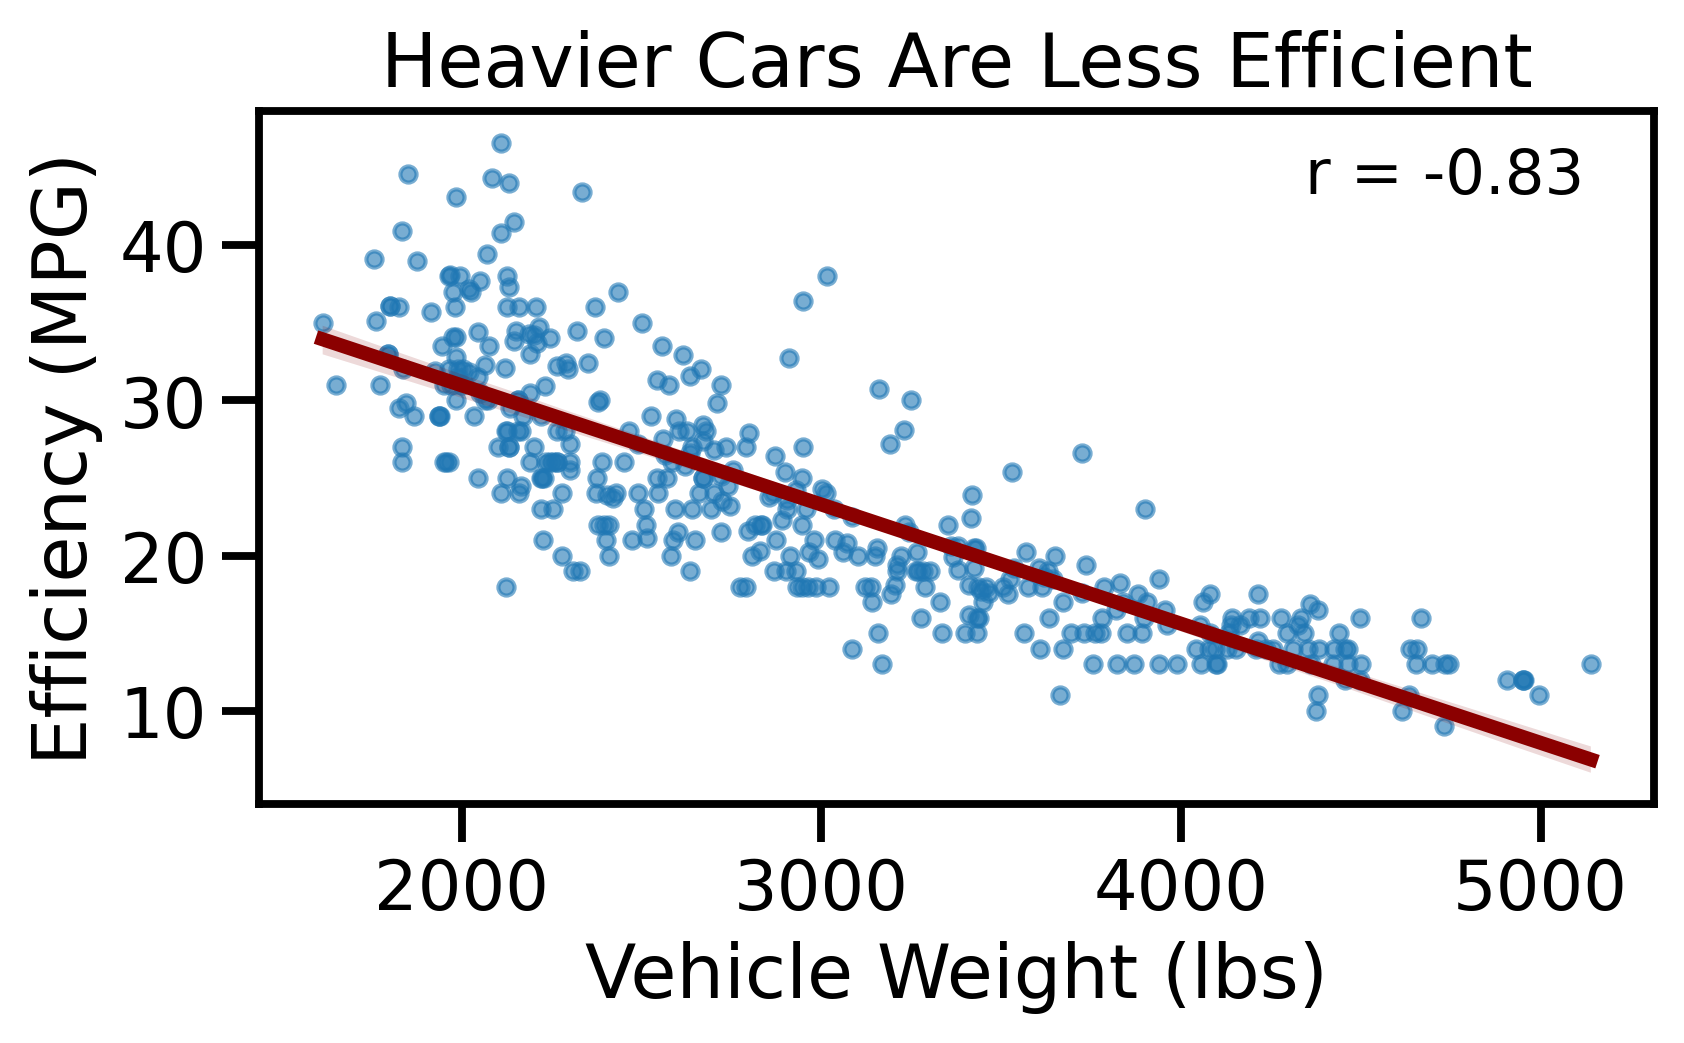 Heavier Cars Are Less Efficient
r = -0.83
Efficiency (MPG)
40
30
20
10
2000 3000 4000 5000
Vehicle Weight (lbs)